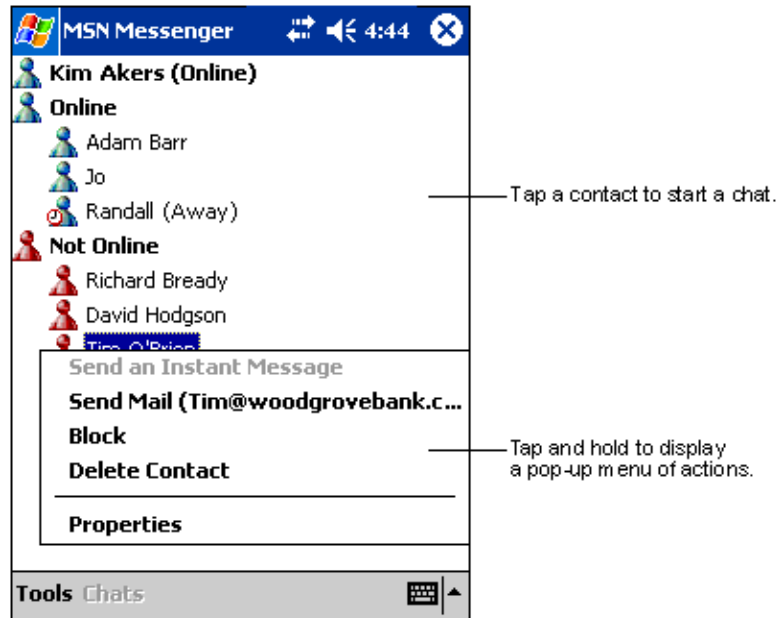 MSN Messenger 4:44
Kim Akers (Online)
Online
Adam Barr
Jo
Randall (Away)
Tap a contact to start a chat.
Not Online
Richard Bready
David Hodgson
Tim O'Brien
Send an Instant Message
Send Mail (Tim@woodgrovebank.c...
Block
Delete Contact
Tap and hold to display
a pop-up menu of actions.
Properties
Tools Chats